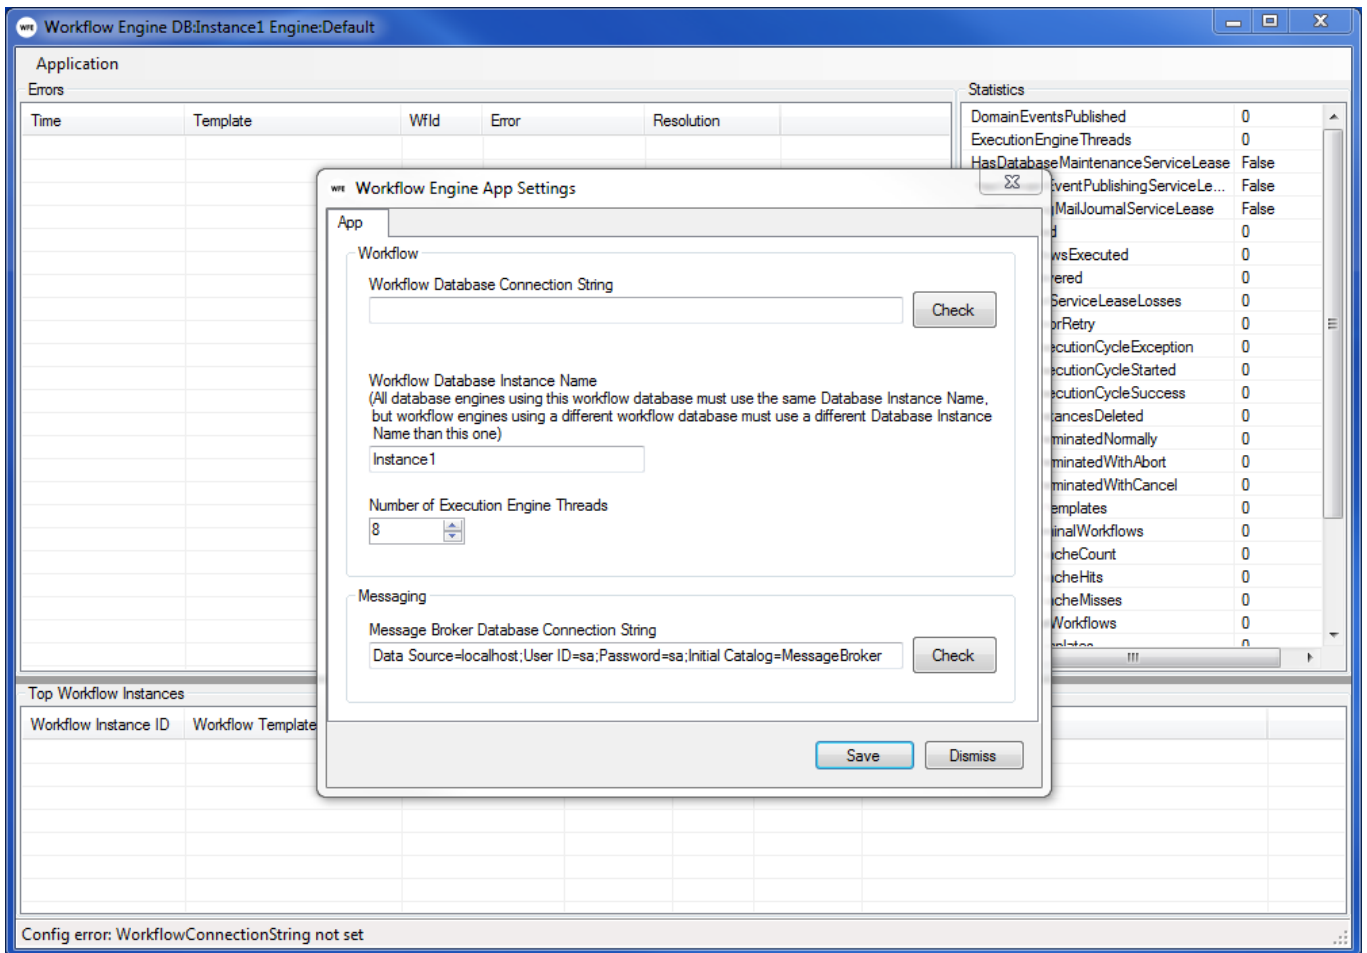 WFE Workflow Engine DB:Instance1 Engine:Default
Application
Errors
Time Template WfId Error Resolution
Statistics
DomainEventsPublished 0
ExecutionEngineThreads 0
HasDatabaseMaintenanceServiceLease False
EventPublishingServiceLe... False
MailJournalServiceLease False
d 0
wsExecuted 0
vered 0
ServiceLeaseLosses 0
orRetry 0
ecutionCycleException 0
ecutionCycleStarted 0
ecutionCycleSuccess 0
tancesDeleted 0
minatedNormally 0
minatedWithAbort 0
minatedWithCancel 0
emplates 0
inalWorkflows 0
acheCount 0
acheHits 0
acheMisses 0
Workflows 0
WFE Workflow Engine App Settings
App
Workflow
Workflow Database Connection String
Check
Workflow Database Instance Name
(All database engines using this workflow database must use the same Database Instance Name,
but workflow engines using a different workflow database must use a different Database Instance
Name than this one)
Instance1
Number of Execution Engine Threads
8
Messaging
Message Broker Database Connection String
Data Source=localhost;User ID=sa;Password=sa;Initial Catalog=MessageBroker
Check
Save Dismiss
Top Workflow Instances
Workflow Instance ID Workflow Template
Config error: WorkflowConnectionString not set